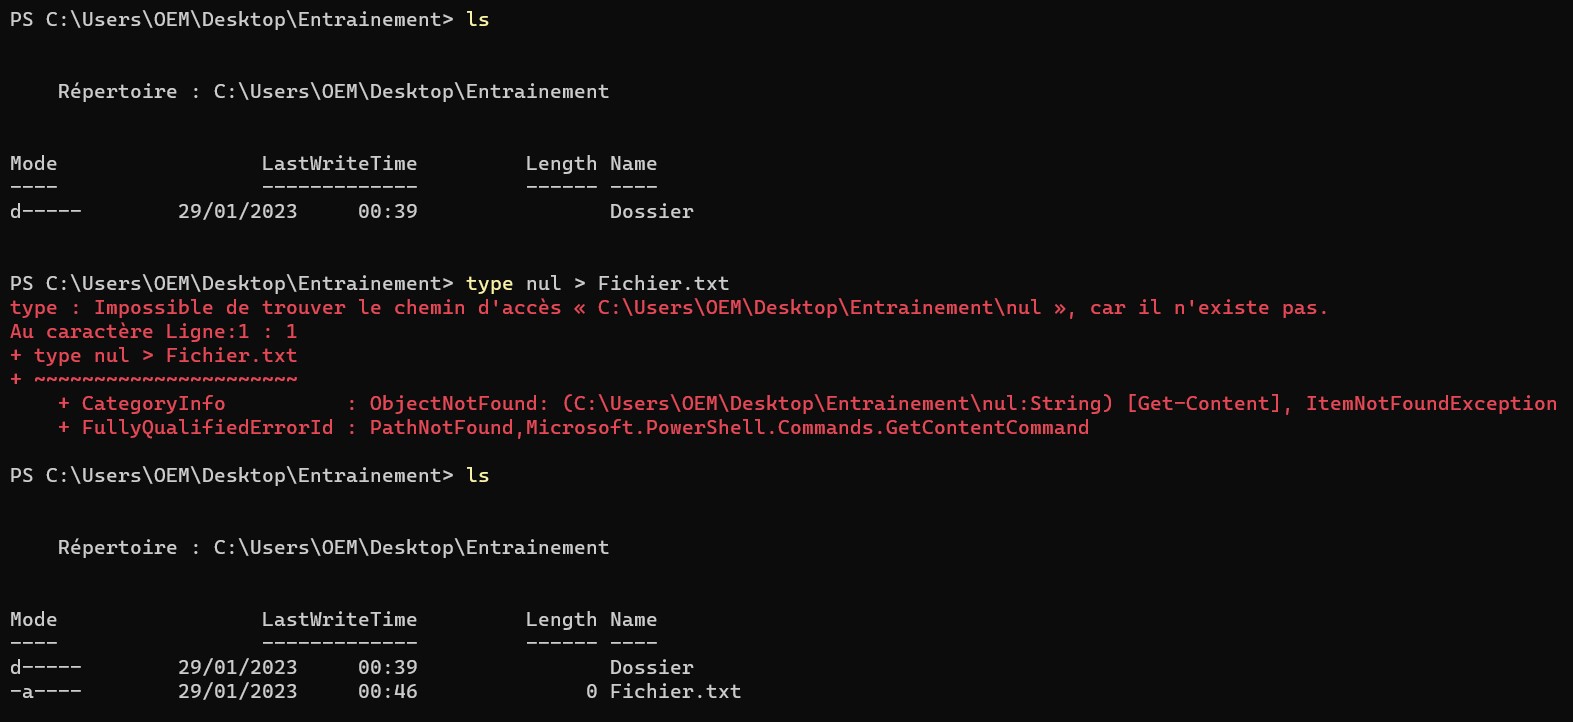 PS C:\Users\OEM\Desktop\Entrainement> ls
Répertoire : C:\Users\OEM\Desktop\Entrainement
Mode                 LastWriteTime         Length Name
----                 -------------         ------ ----
d-----        29/01/2023     00:39                Dossier
PS C:\Users\OEM\Desktop\Entrainement> type nul > Fichier.txt
type : Impossible de trouver le chemin d'accès « C:\Users\OEM\Desktop\Entrainement\nul », car il n'existe pas.
Au caractère Ligne:1 : 1
+ type nul > Fichier.txt
+ ~~~~~~~~~~~~~~~~~~~~~~
    + CategoryInfo          : ObjectNotFound: (C:\Users\OEM\Desktop\Entrainement\nul:String) [Get-Content], ItemNotFoundException
    + FullyQualifiedErrorId : PathNotFound,Microsoft.PowerShell.Commands.GetContentCommand
PS C:\Users\OEM\Desktop\Entrainement> ls
Répertoire : C:\Users\OEM\Desktop\Entrainement
Mode                 LastWriteTime         Length Name
----                 -------------         ------ ----
d-----        29/01/2023     00:39                Dossier
-a----        29/01/2023     00:46              0 Fichier.txt